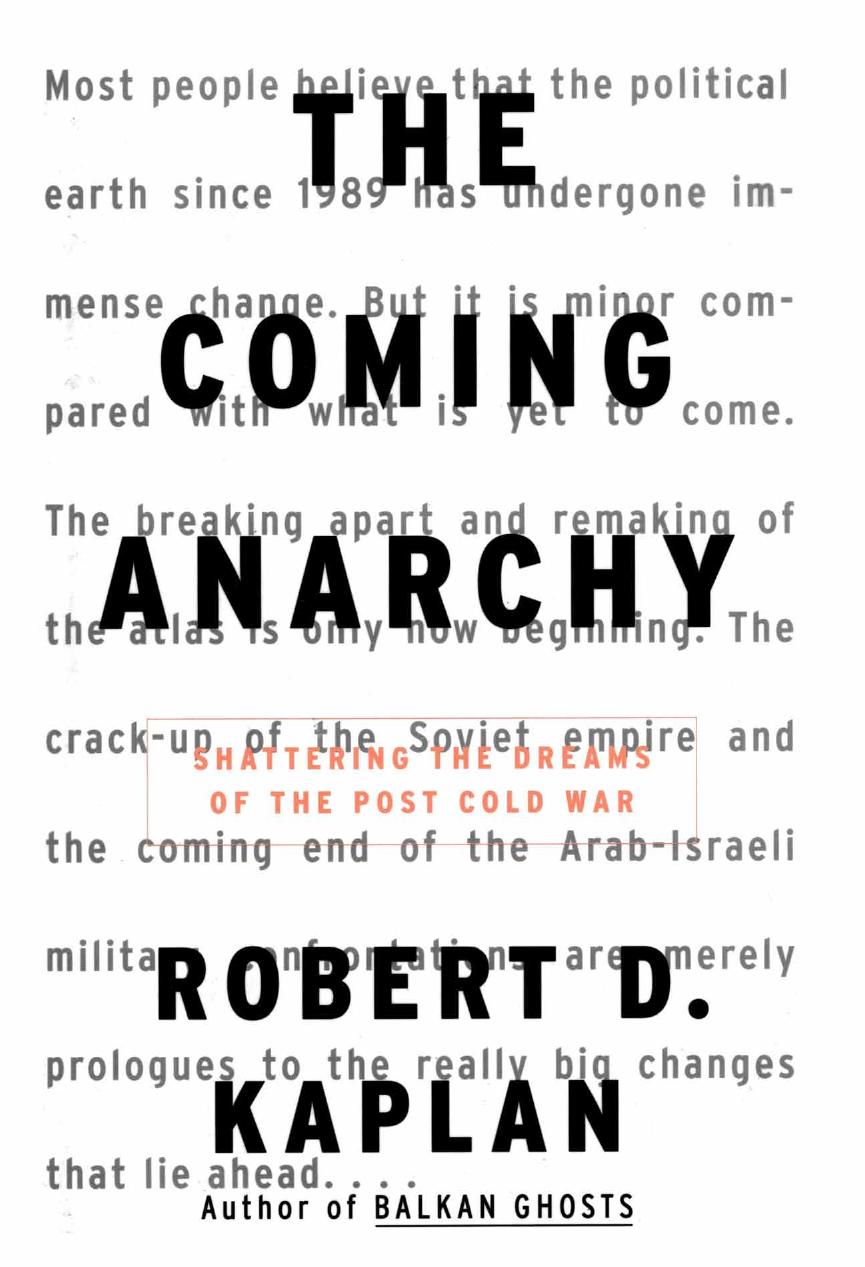 Most people believe that the political
THE
earth since 1989 has undergone im-
mense change. But it is minor com-
COMING
pared with what is yet to come.
The breaking apart and remaking of
ANARCHY
the atlas is only now beginning. The
crack-up of the Soviet empire and
SHATTERING THE DREAMS
OF THE POST COLD WAR
the coming end of the Arab-Israeli
military confrontations are merely
ROBERT D.
prologues to the really big changes
KAPLAN
that lie ahead. . . .
Author of BALKAN GHOSTS